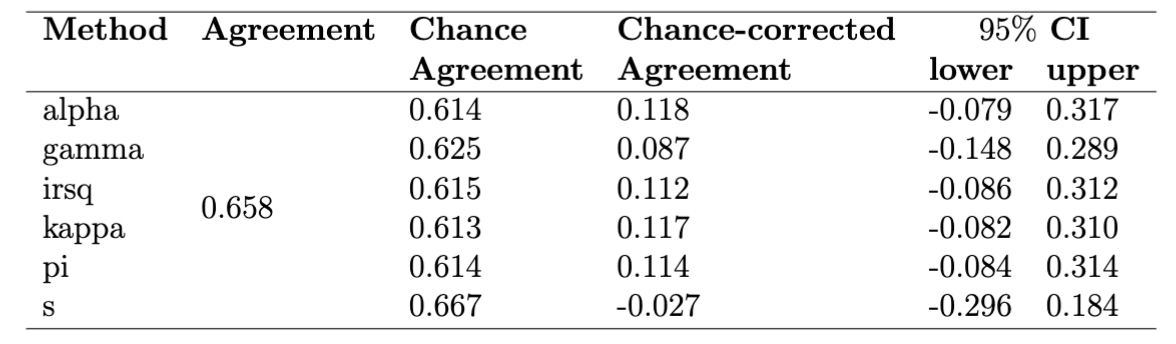 Method Agreement Chance Chance-corrected 95% CI
Agreement Agreement lower upper
alpha 0.614 0.118 -0.079 0.317
gamma 0.625 0.087 -0.148 0.289
irsq 0.615 0.112 -0.086 0.312
0.658
kappa 0.613 0.117 -0.082 0.310
pi 0.614 0.114 -0.084 0.314
s 0.667 -0.027 -0.296 0.184